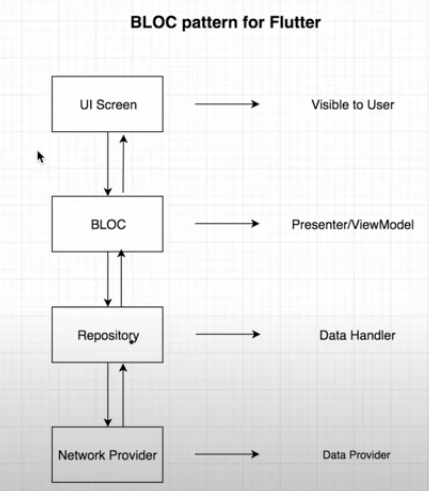 BLOC pattern for Flutter
UI Screen
Visible to User
BLOC
Presenter/ViewModel
Repository
Data Handler
Network Provider
Data Provider